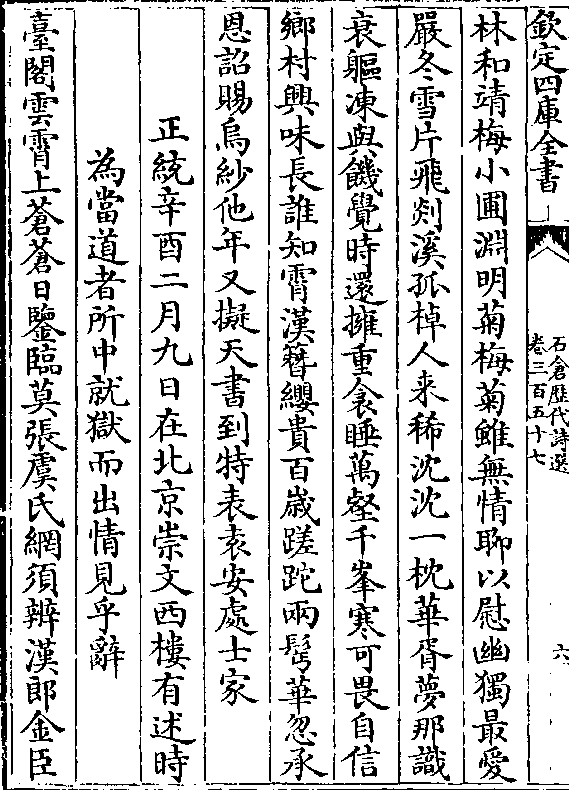 欽定四庫全書
石倉歴代詩選
卷三百五十七
六
林和靖梅小圃淵明菊梅菊雖無情聊以慰幽獨最愛
嚴冬雪片飛剡溪孤棹人来稀沈沈一枕華胥夢那識
衰軀凍與饑覺時還擁重衾睡萬壑千峯寒可畏自信
鄉村興味長誰知霄漢簪纓貴百歲蹉跎兩鬢華忽承
恩詔賜烏紗他年又擬天書到特表袁安處士家
正統辛酉二月九日在北京崇文西樓有述時
為當道者所中就獄而出情見乎辭
臺閣雲霄上蒼蒼日鑒臨莫張虞氏網須辨漢郎金臣